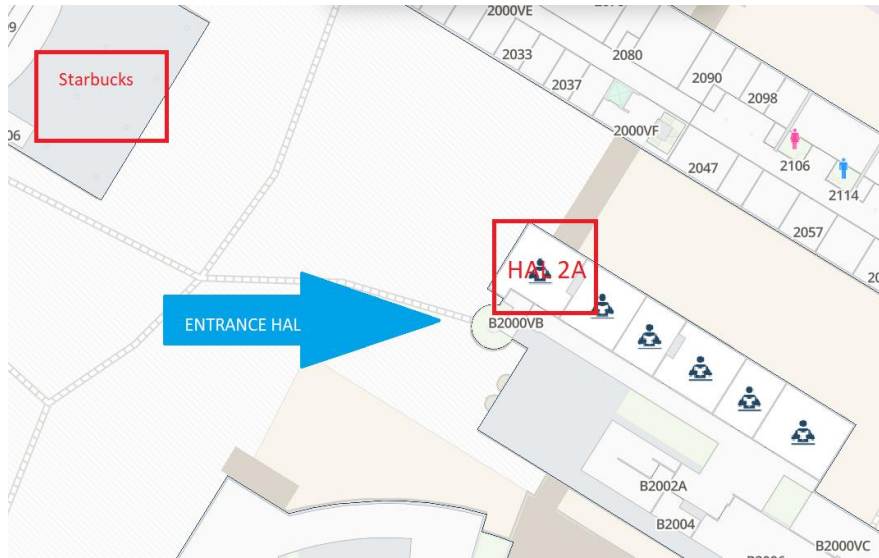 2000VE
2033
2080
2090
2037
2098
2000VF
2106
2047
2114
2057
Starbucks
HAL 2A
ENTRANCE HAL
B2000VB
B2002A
B2004
B2000VC